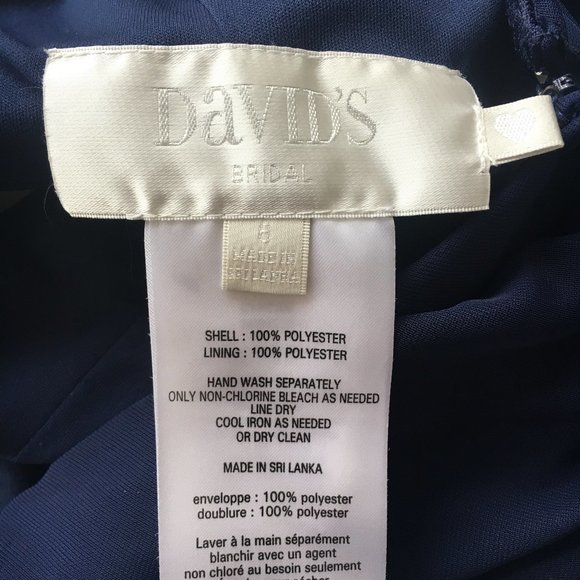 DaVID'S
BRIDAL
6
MADE IN
SRI LANKA
SHELL : 100% POLYESTER
LINING : 100% POLYESTER
HAND WASH SEPARATELY
ONLY NON-CHLORINE BLEACH AS NEEDED
LINE DRY
COOL IRON AS NEEDED
OR DRY CLEAN
MADE IN SRI LANKA
enveloppe : 100% polyester
doublure : 100% polyester
Laver à la main séparément
blanchir avec un agent
non chloré au besoin seulement